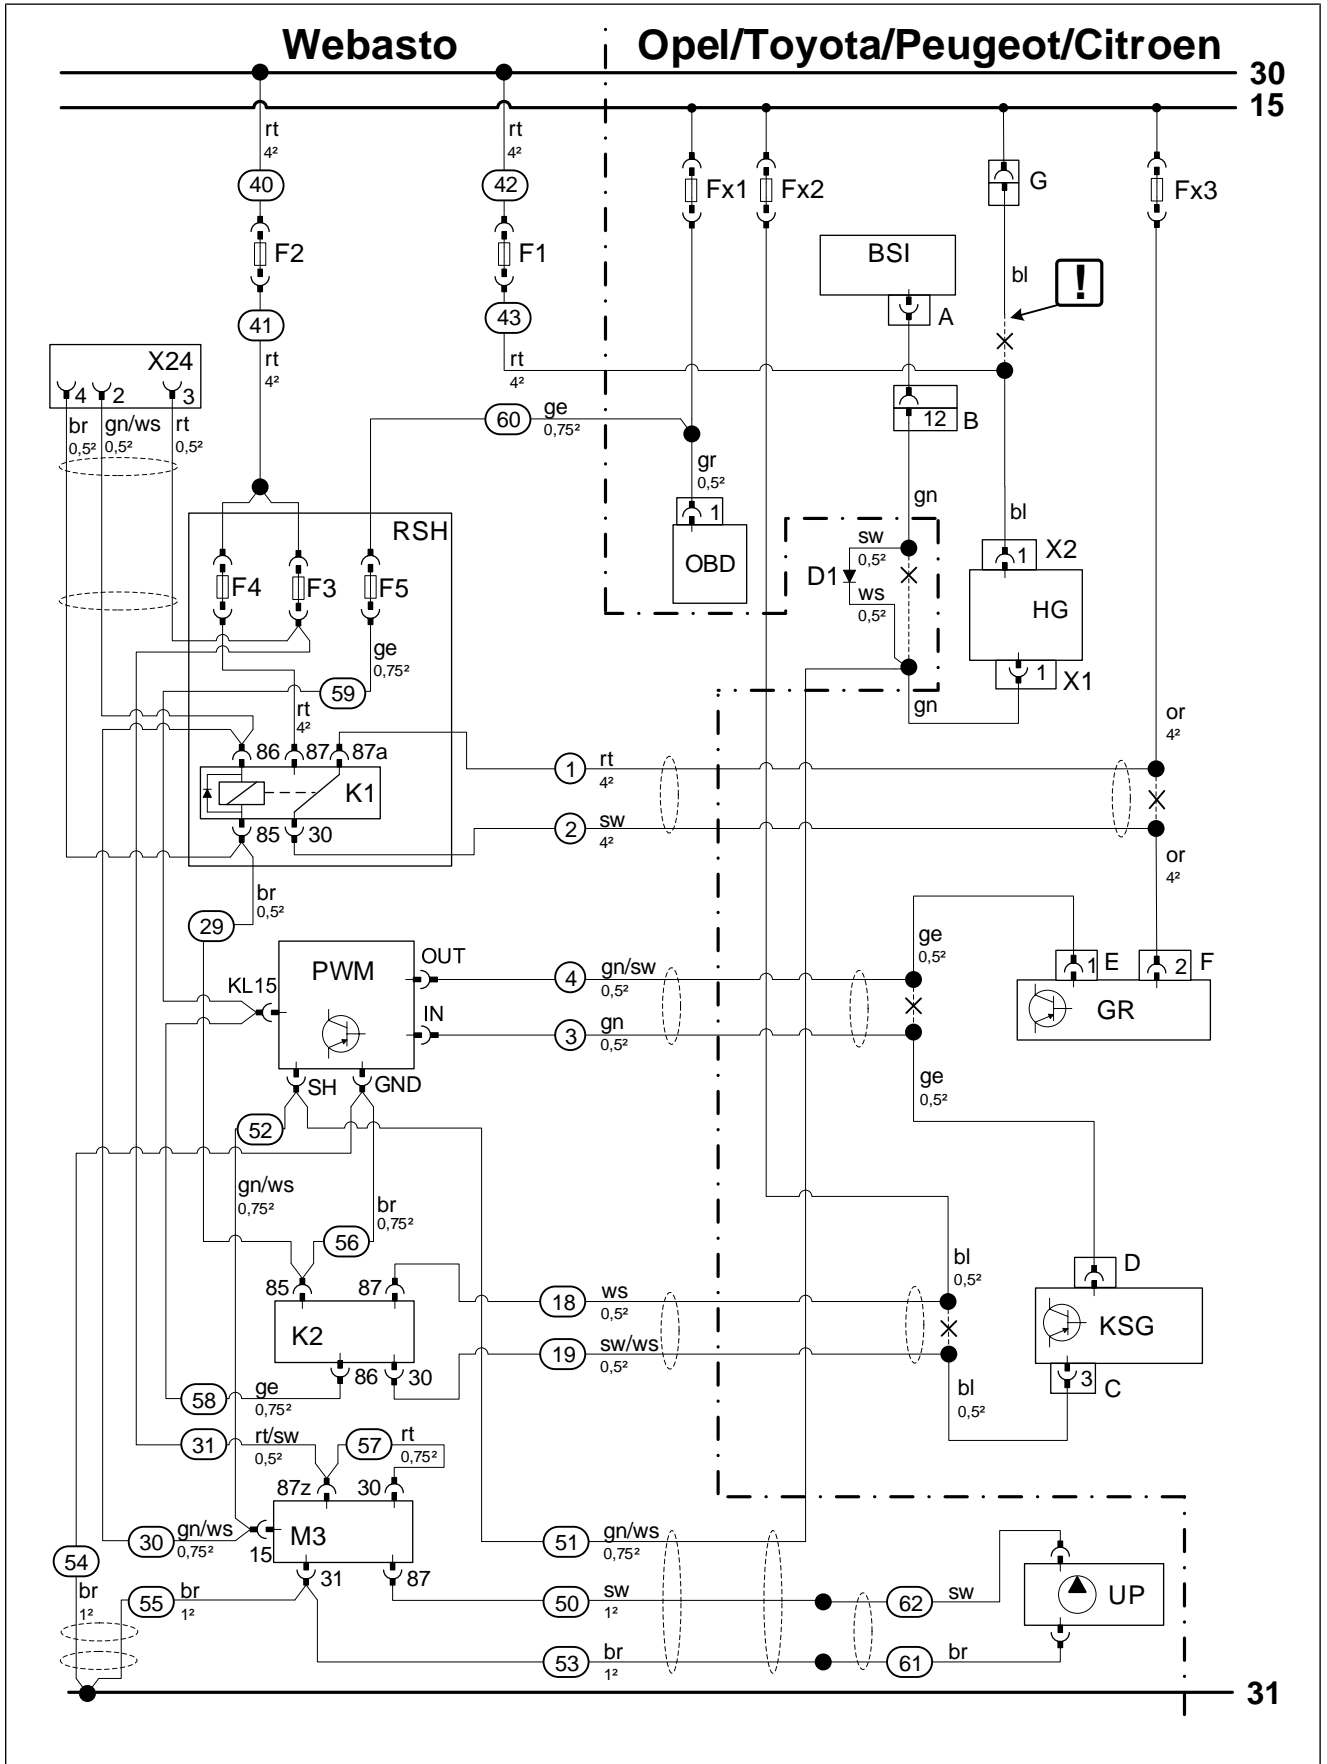 Webasto
Opel/Toyota/Peugeot/Citroen
30
15
rt
4²
rt
4²
40
42
G
Fx1
Fx2
Fx3
F2
F1
BSI
bl
!
A
41
43
X24
rt
4²
rt
4²
4
2
3
br
0,5²
gn/ws
0,5²
rt
0,5²
60
ge
0,75²
12
B
gr
0,5²
gn
bl
RSH
1
OBD
sw
0,5²
D1
ws
0,5²
1
X2
F4
F3
F5
HG
ge
0,75²
59
1
X1
rt
4²
gn
or
4²
86
87
87a
1
rt
4²
K1
85
30
2
sw
4²
or
4²
br
0,5²
29
ge
0,5²
PWM
OUT
KL15
4
gn/sw
0,5²
1
E
2
F
GR
IN
3
gn
0,5²
SH
GND
ge
0,5²
52
gn/ws
0,75²
br
0,75²
56
bl
0,5²
D
85
87
18
ws
0,5²
K2
KSG
19
sw/ws
0,5²
86
30
3
C
58
ge
0,75²
bl
0,5²
31
rt/sw
0,5²
57
rt
0,75²
87z
30
30
gn/ws
0,75²
15
M3
51
gn/ws
0,75²
54
31
87
br
1²
55
br
1²
50
sw
1²
62
sw
UP
53
br
1²
61
br
31